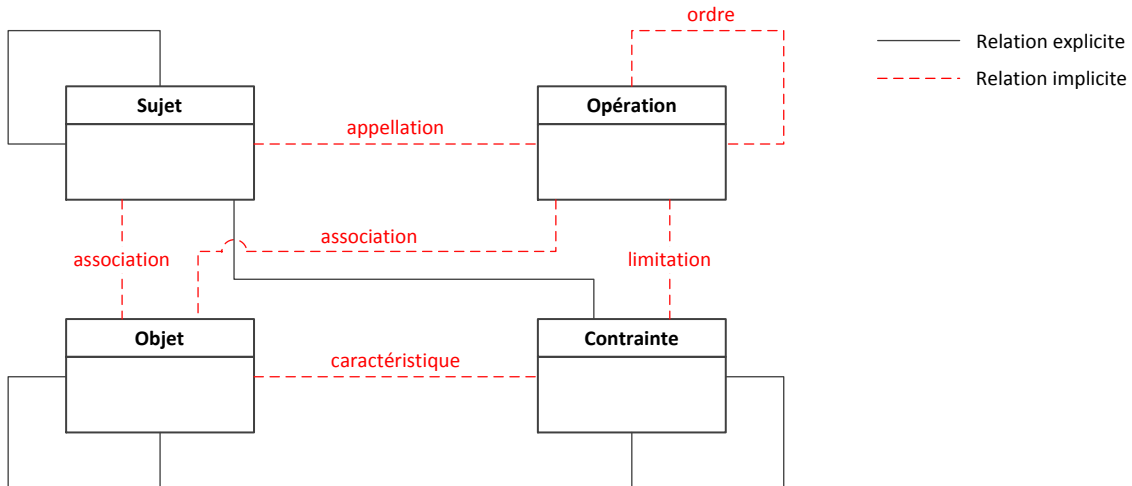 ordre
Relation explicite
Relation implicite
Sujet
Opération
appellation
association
association
limitation
Objet
Contrainte
caractéristique